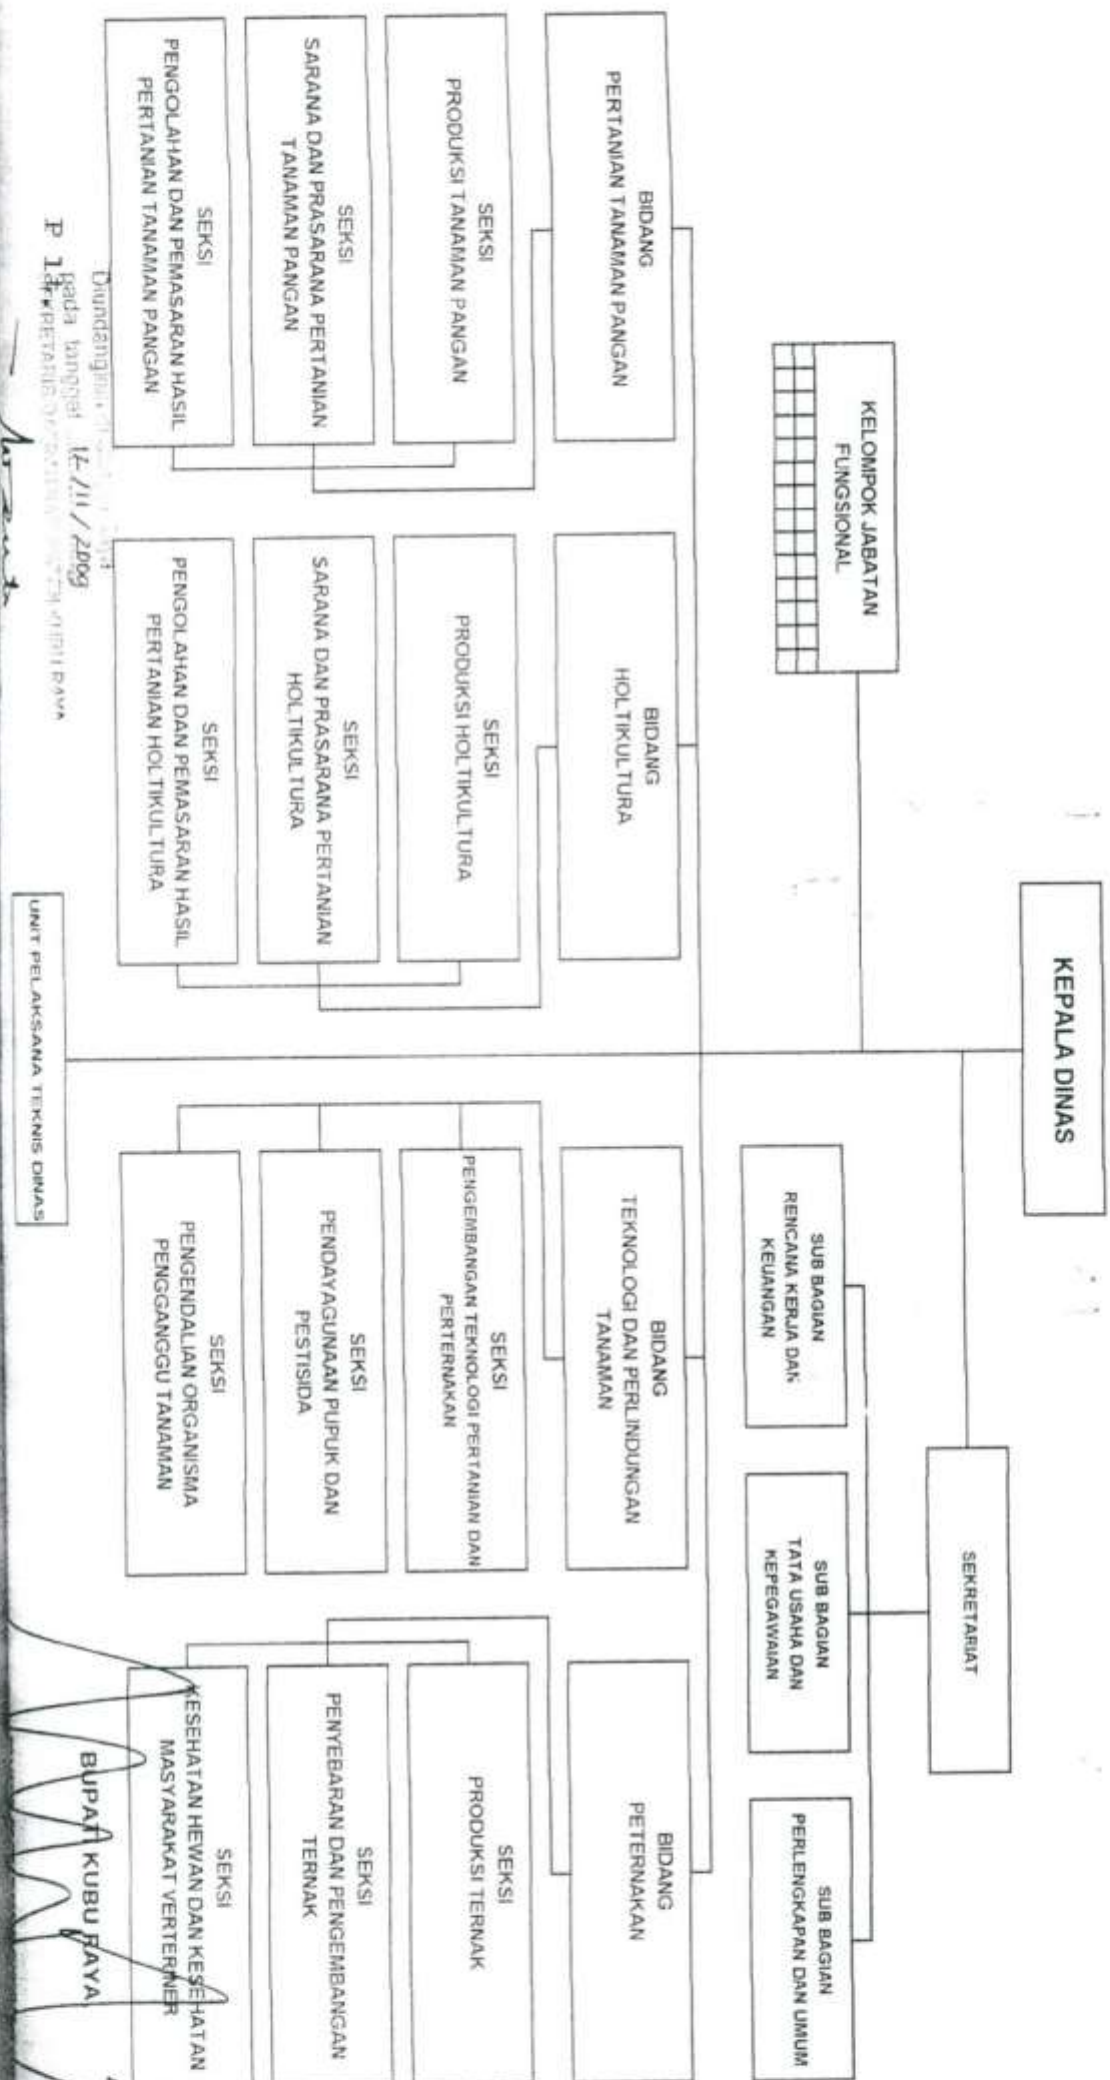 KEPALA DINAS
SEKRETARIAT
KELOMPOK JABATAN
FUNGSIONAL
SUB BAGIAN
RENCANA KERJA DAN
KEUANGAN
SUB BAGIAN
TATA USAHA DAN
KEPEGAWAIAN
SUB BAGIAN
PERLENGKAPAN DAN UMUM
BIDANG
PERTANIAN TANAMAN PANGAN
BIDANG
HOLTIKULTURA
BIDANG
TEKNOLOGI DAN PERLINDUNGAN
TANAMAN
BIDANG
PETERNAKAN
SEKSI
PRODUKSI TANAMAN PANGAN
SEKSI
PRODUKSI HOLTIKULTURA
SEKSI
PENGEMBANGAN TEKNOLOGI PERTANIAN DAN
PERTERNAKAN
SEKSI
PRODUKSI TERNAK
SEKSI
SARANA DAN PRASARANA PERTANIAN
TANAMAN PANGAN
SEKSI
SARANA DAN PRASARANA PERTANIAN
HOLTIKULTURA
SEKSI
PENDAYAGUNAAN PUPUK DAN
PESTISIDA
SEKSI
PENYEBARAN DAN PENGEMBANGAN
TERNAK
SEKSI
PENGOLAHAN DAN PEMASARAN HASIL
PERTANIAN TANAMAN PANGAN
SEKSI
PENGOLAHAN DAN PEMASARAN HASIL
PERTANIAN HOLTIKULTURA
SEKSI
PENGENDALIAN ORGANISMA
PENGGANGGU TANAMAN
SEKSI
KESEHATAN HEWAN DAN KESEHATAN
MASYARAKAT VERTERINER
UNIT PELAKSANA TEKNIS DINAS
pada tanggal 12/11/2009
BUPATI KUBU RAYA,